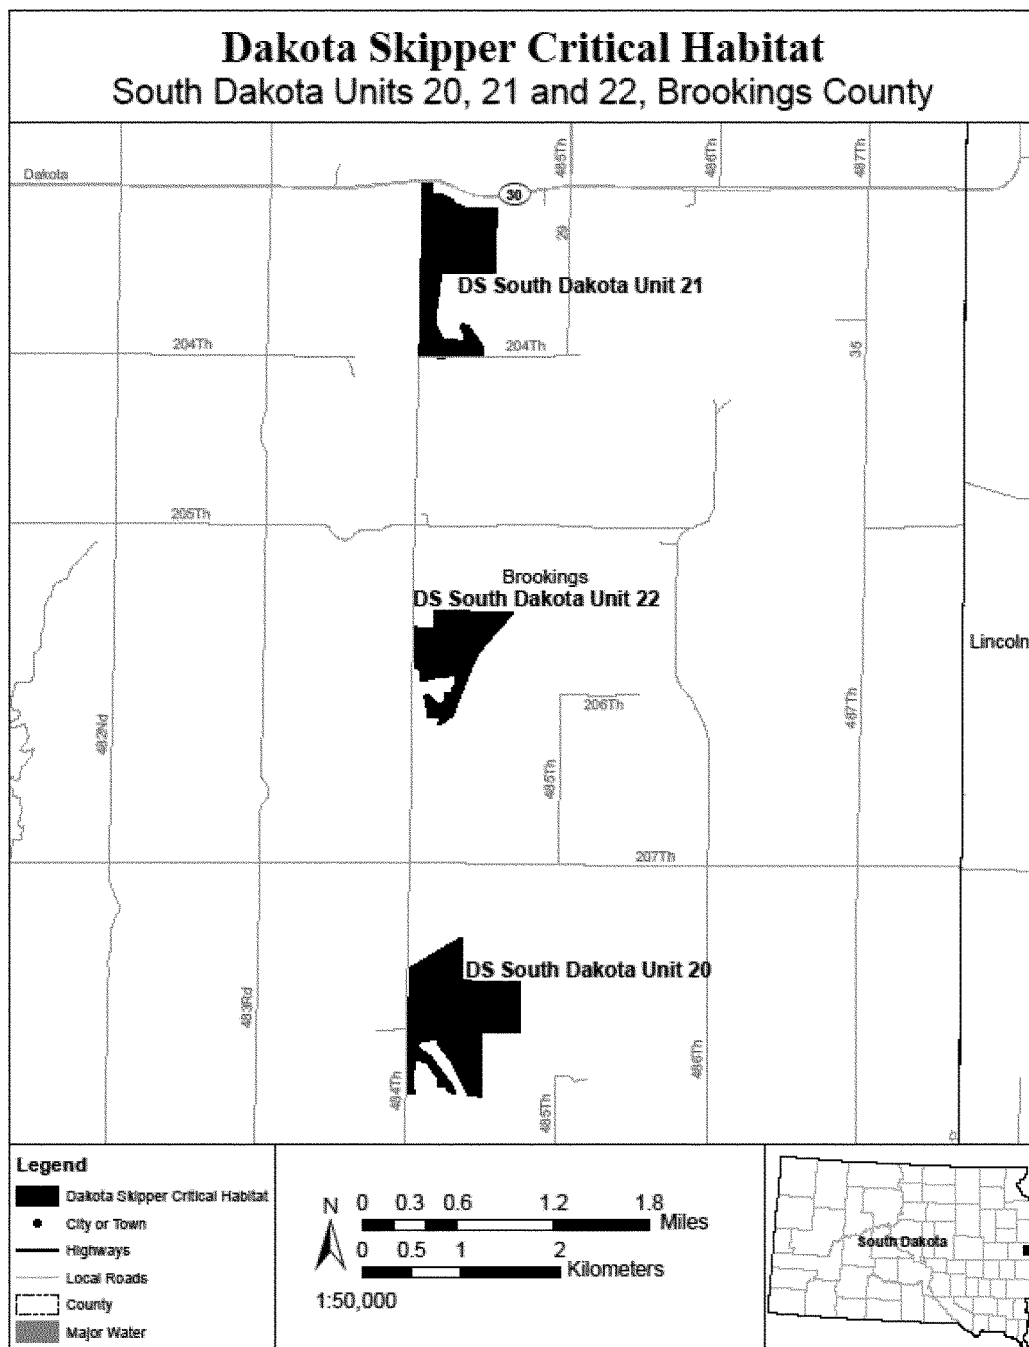 Dakota Skipper Critical Habitat
South Dakota Units 20, 21 and 22, Brookings County
Dakota
485Th
486Th
487Th
30
29
DS South Dakota Unit 21
204Th
204Th
35
205Th
Brookings
DS South Dakota Unit 22
Lincoln
206Th
482Nd
487Th
485Th
207Th
DS South Dakota Unit 20
483Rd
484Th
485Th
486Th
Legend
Dakota Skipper Critical Habitat
City or Town
Highways
Local Roads
County
Major Water
N
0 0.3 0.6 1.2 1.8
Miles
0 0.5 1 2
Kilometers
1:50,000
South Dakota